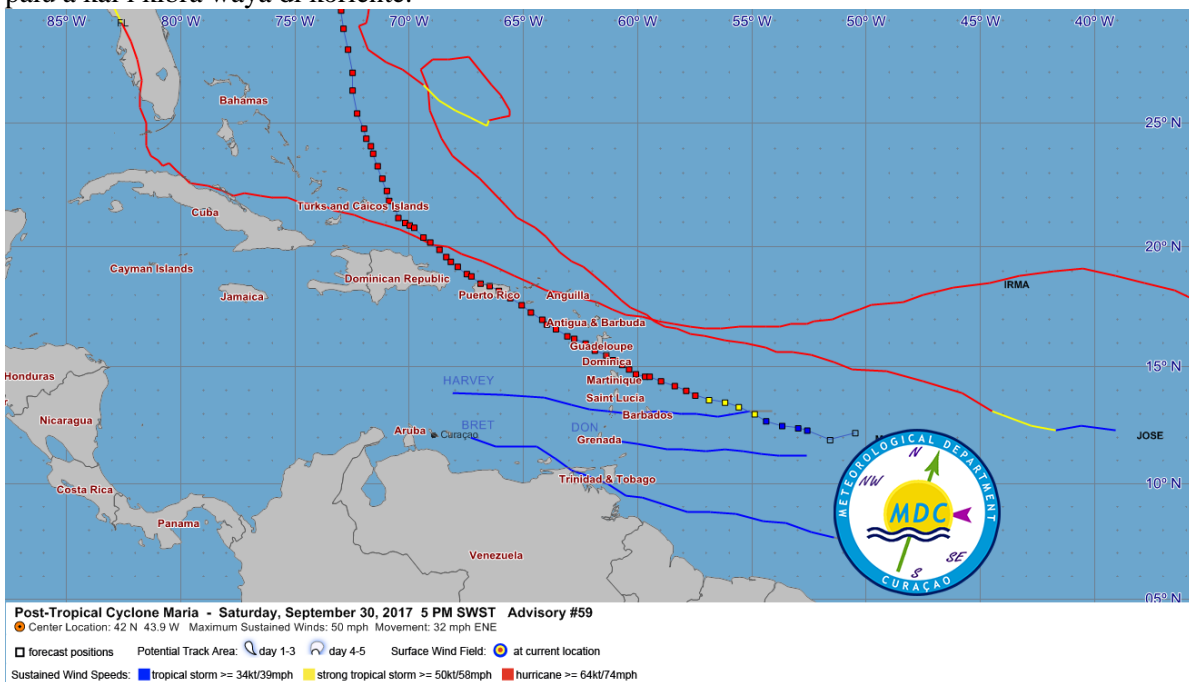 85° W 80° W 75° W 70° W 65° W 60° W 55° W 50° W 45° W 40° W
Bahamas
25° N
Turks and Caicos Islands
Cuba
20° N
Cayman Islands
Dominican Republic
Jamaica
Puerto Rico
Anguilla
IRMA
Antigua & Barbuda
Guadeloupe
Dominica
15° N
Honduras
HARVEY
Martinique
Saint Lucia
Nicaragua
Barbados
BRET
DON
Aruba
Curaçao
Grenada
JOSE
METEOROLOGICAL DEPARTMENT
N
NW
Trinidad & Tobago
10° N
Costa Rica
MDC
Panama
Venezuela
SE
S
CURAÇAO
05° N
Post-Tropical Cyclone Maria - Saturday, September 30, 2017 5 PM SWST Advisory #59
Center Location: 42 N 43.9 W Maximum Sustained Winds: 50 mph Movement: 32 mph ENE
forecast positions Potential Track Area: day 1-3 day 4-5 Surface Wind Field: at current location
Sustained Wind Speeds: tropical storm >= 34kt/39mph strong tropical storm >= 50kt/58mph hurricane >= 64kt/74mph